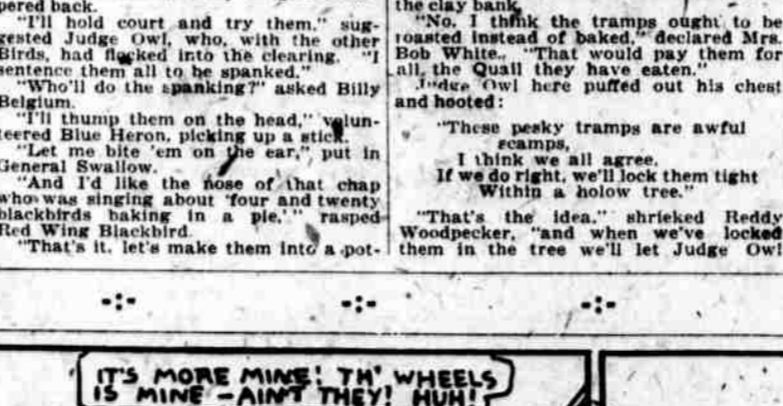 pered back.
"I'll hold court and try them," sug-
gested Judge Owl, who, with the other
Birds, had flocked into the clearing. "I
sentence them all to be spanked."
"Who'll do the spanking?" asked Billy
Belgium.
"I'll thump them on the head," volun-
teered Blue Heron, picking up a stick.
"Let me bite 'em on the ear," put in
General Swallow.
"And I'd like the nose of that chap
who was singing about 'four and twenty
blackbirds baking in a pie,'" rasped
Red Wing Blackbird.
"That's it, let's make them into a pot-
the clay bank.
"No, I think the tramps ought to be
roasted instead of baked," declared Mrs.
Bob White. "That would pay them for
all the Quail they have eaten."
Judge Owl here puffed out his chest
and hooted:
"These pesky tramps are awful
scamps,
I think we all agree,
If we do right, we'll lock them tight
Within a holow tree."
"That's the idea," shrieked Reddy
Woodpecker, "and when we've locked
them in the tree we'll let Judge Owl
IT'S MORE MINE! TH' WHEELS
IS MINE - AIN'T THEY! HUH!